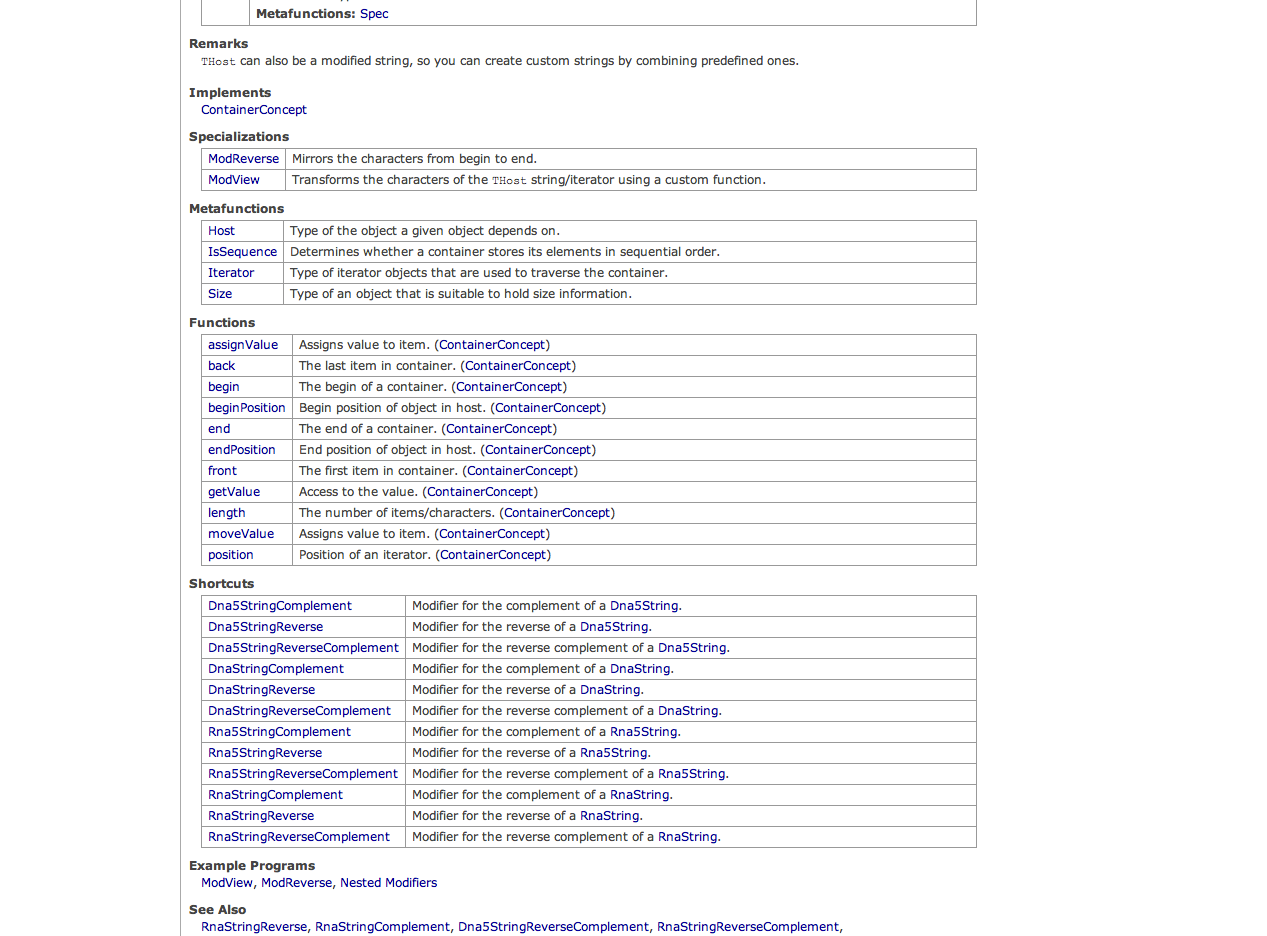 Metafunctions: Spec
Remarks
THost can also be a modified string, so you can create custom strings by combining predefined ones.
Implements
ContainerConcept
Specializations
ModReverse Mirrors the characters from begin to end.
ModView Transforms the characters of the THost string/iterator using a custom function.
Metafunctions
Host Type of the object a given object depends on.
IsSequence Determines whether a container stores its elements in sequential order.
Iterator Type of iterator objects that are used to traverse the container.
Size Type of an object that is suitable to hold size information.
Functions
assignValue Assigns value to item. (ContainerConcept)
back The last item in container. (ContainerConcept)
begin The begin of a container. (ContainerConcept)
beginPosition Begin position of object in host. (ContainerConcept)
end The end of a container. (ContainerConcept)
endPosition End position of object in host. (ContainerConcept)
front The first item in container. (ContainerConcept)
getValue Access to the value. (ContainerConcept)
length The number of items/characters. (ContainerConcept)
moveValue Assigns value to item. (ContainerConcept)
position Position of an iterator. (ContainerConcept)
Shortcuts
Dna5StringComplement Modifier for the complement of a Dna5String.
Dna5StringReverse Modifier for the reverse of a Dna5String.
Dna5StringReverseComplement Modifier for the reverse complement of a Dna5String.
DnaStringComplement Modifier for the complement of a DnaString.
DnaStringReverse Modifier for the reverse of a DnaString.
DnaStringReverseComplement Modifier for the reverse complement of a DnaString.
Rna5StringComplement Modifier for the complement of a Rna5String.
Rna5StringReverse Modifier for the reverse of a Rna5String.
Rna5StringReverseComplement Modifier for the reverse complement of a Rna5String.
RnaStringComplement Modifier for the complement of a RnaString.
RnaStringReverse Modifier for the reverse of a RnaString.
RnaStringReverseComplement Modifier for the reverse complement of a RnaString.
Example Programs
ModView, ModReverse, Nested Modifiers
See Also
RnaStringReverse, RnaStringComplement, Dna5StringReverseComplement, RnaStringReverseComplement,